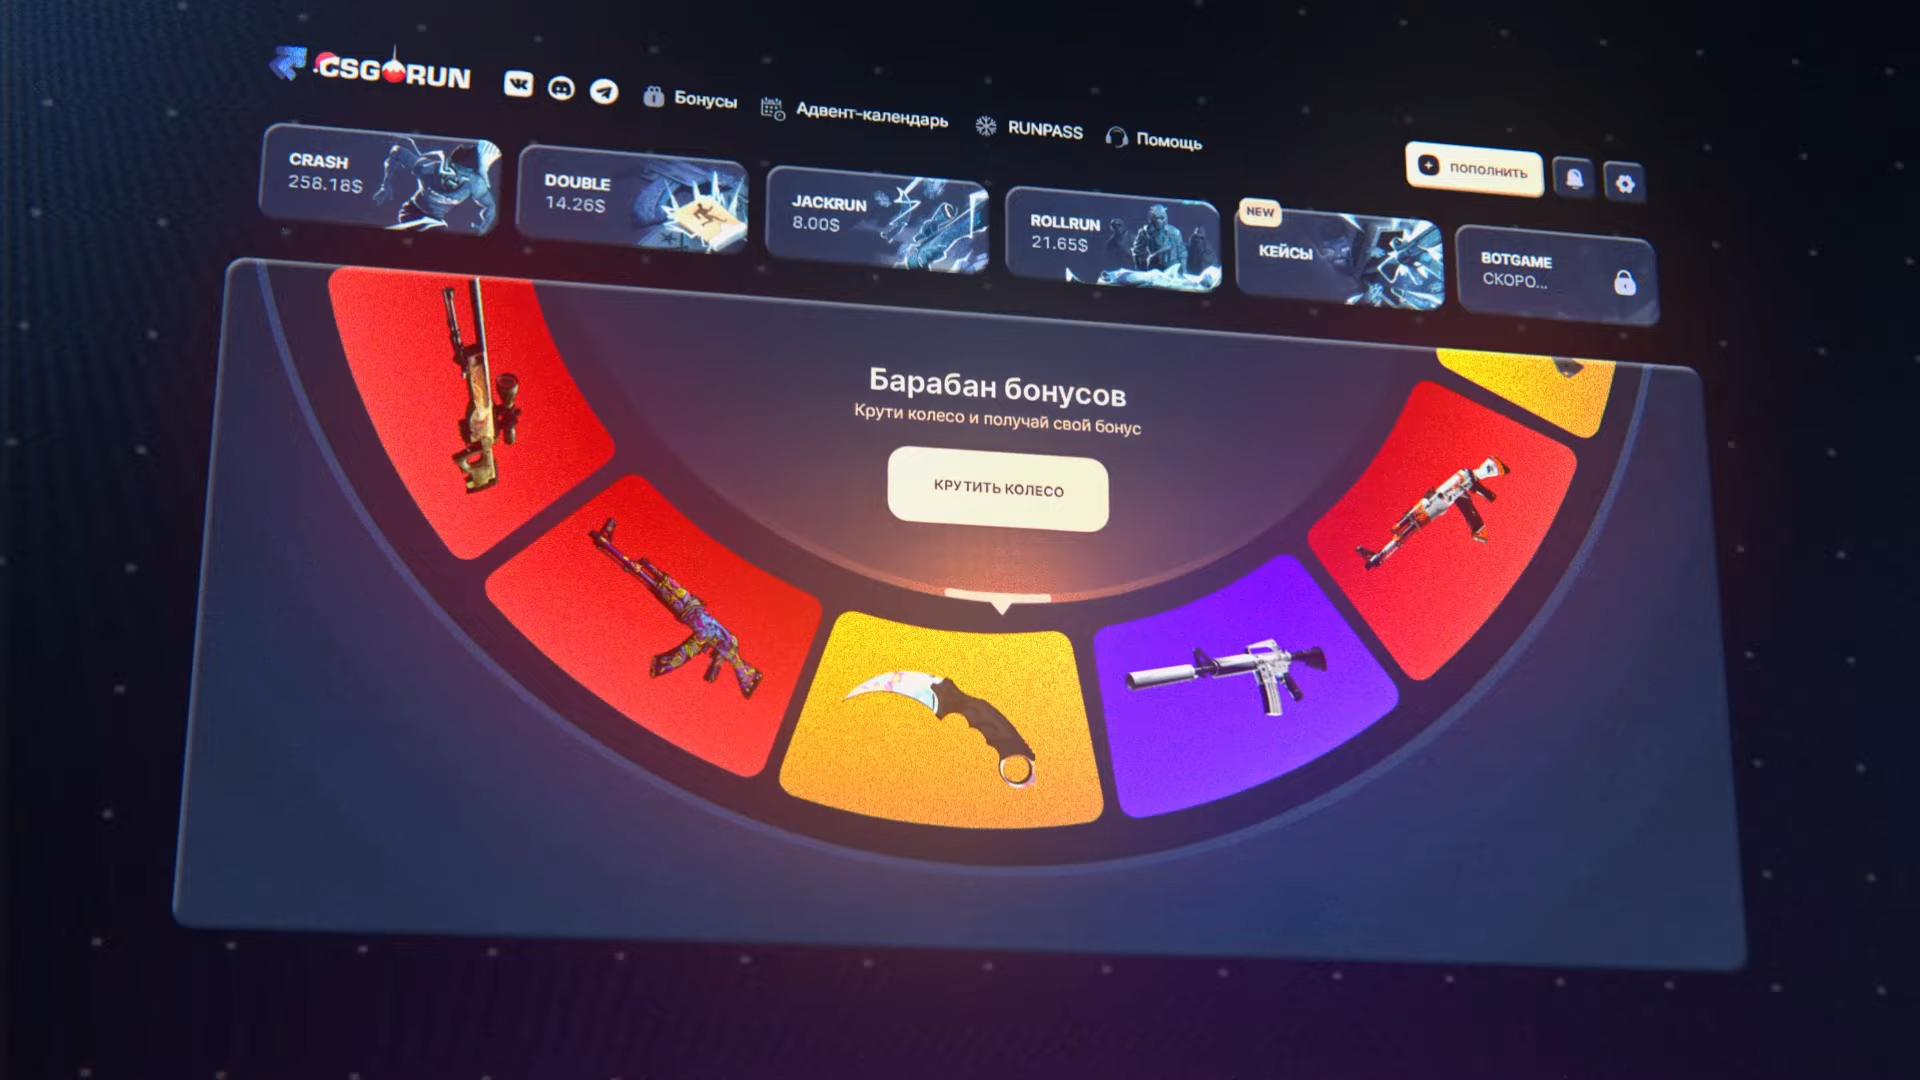 CSGORUN
Бонусы
Адвент-календарь
RUNPASS
Помощь
ПОПОЛНИТЬ
CRASH
258.18$
DOUBLE
14.26$
JACKRUN
8.00$
ROLLRUN
21.65$
NEW
КЕЙСЫ
BOTGAME
СКОРО...
Барабан бонусов
Крути колесо и получай свой бонус
КРУТИТЬ КОЛЕСО